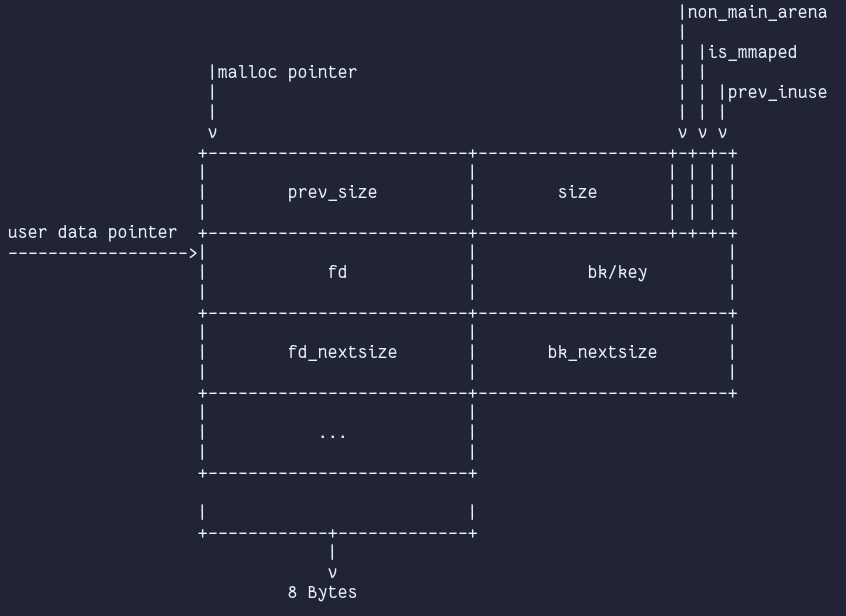 non_main_arena
is_mmaped
malloc pointer
prev_inuse
prev_size size
user data pointer
fd bk/key
fd_nextsize bk_nextsize
...
8 Bytes